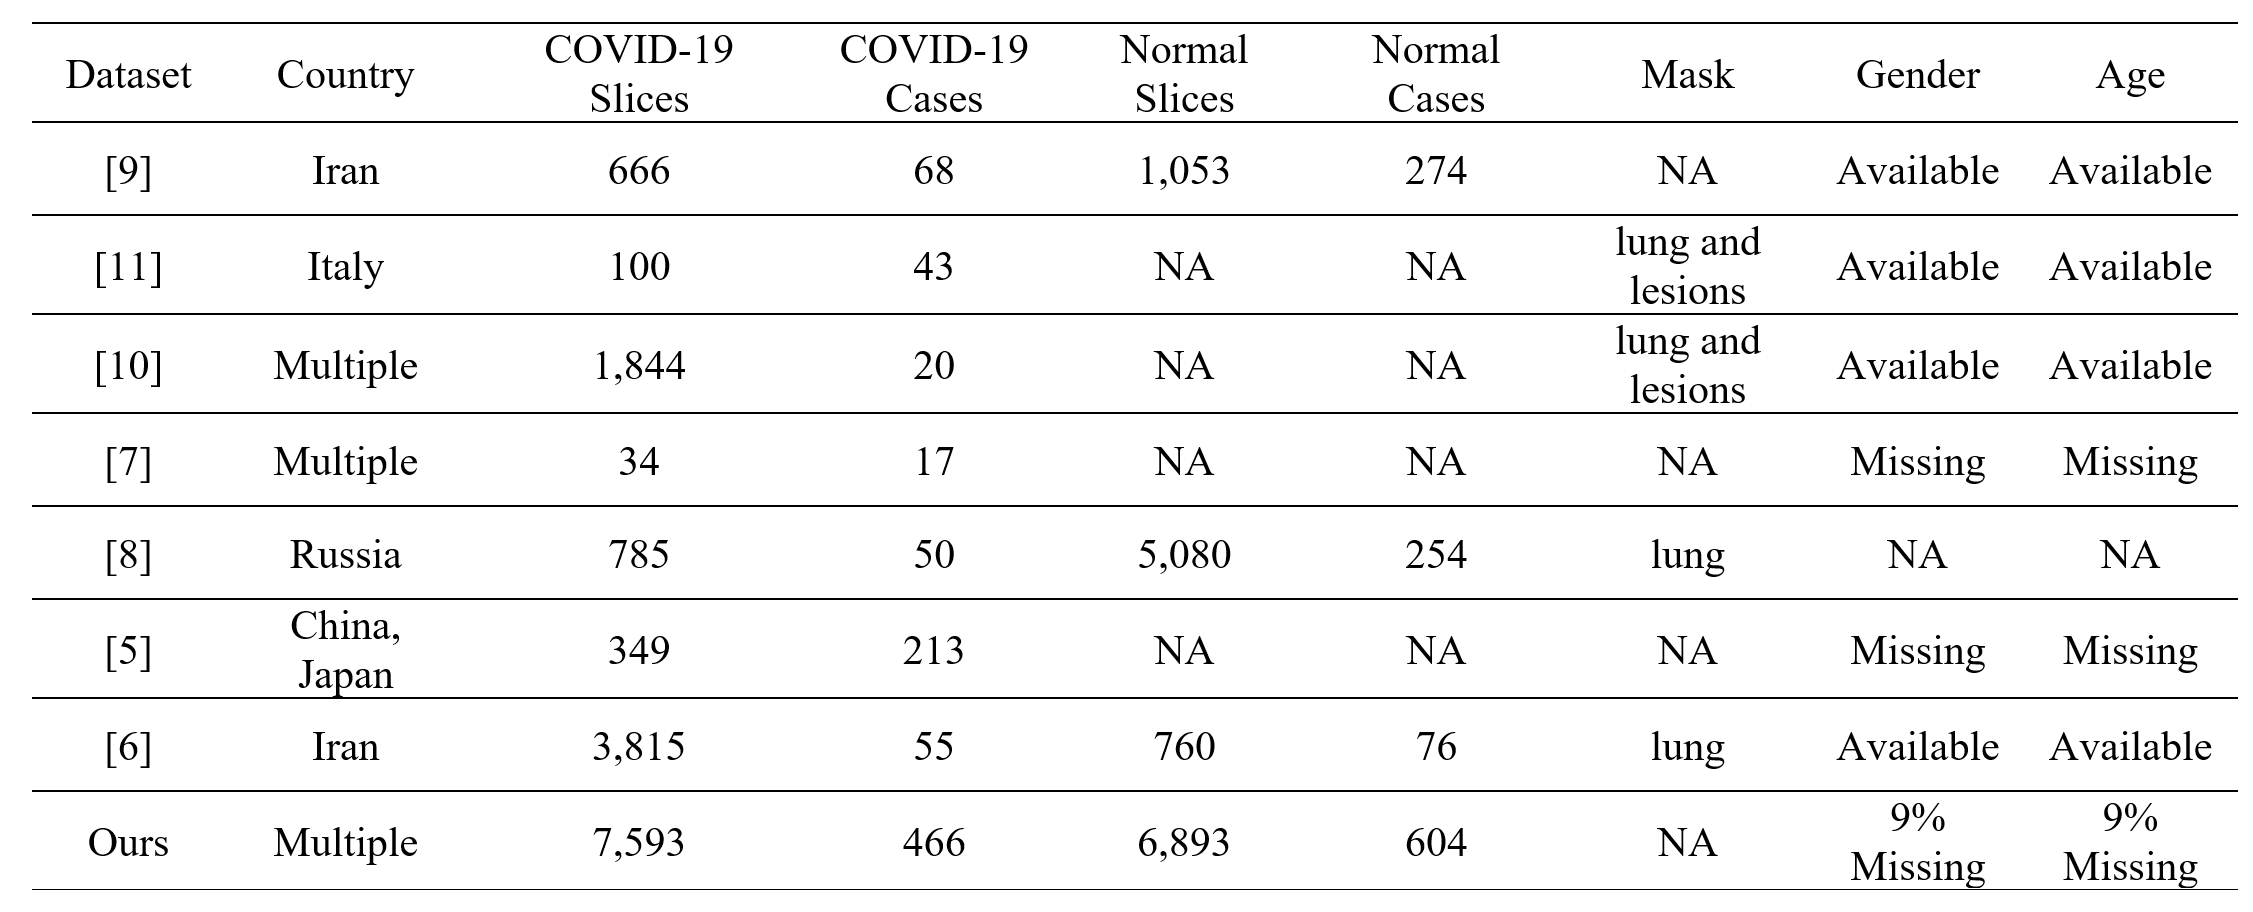 Dataset Country COVID-19 Slices COVID-19 Cases Normal Slices Normal Cases Mask Gender Age
[9] Iran 666 68 1,053 274 NA Available Available
[11] Italy 100 43 NA NA lung and lesions Available Available
[10] Multiple 1,844 20 NA NA lung and lesions Available Available
[7] Multiple 34 17 NA NA NA Missing Missing
[8] Russia 785 50 5,080 254 lung NA NA
[5] China, Japan 349 213 NA NA NA Missing Missing
[6] Iran 3,815 55 760 76 lung Available Available
Ours Multiple 7,593 466 6,893 604 NA 9% Missing 9% Missing